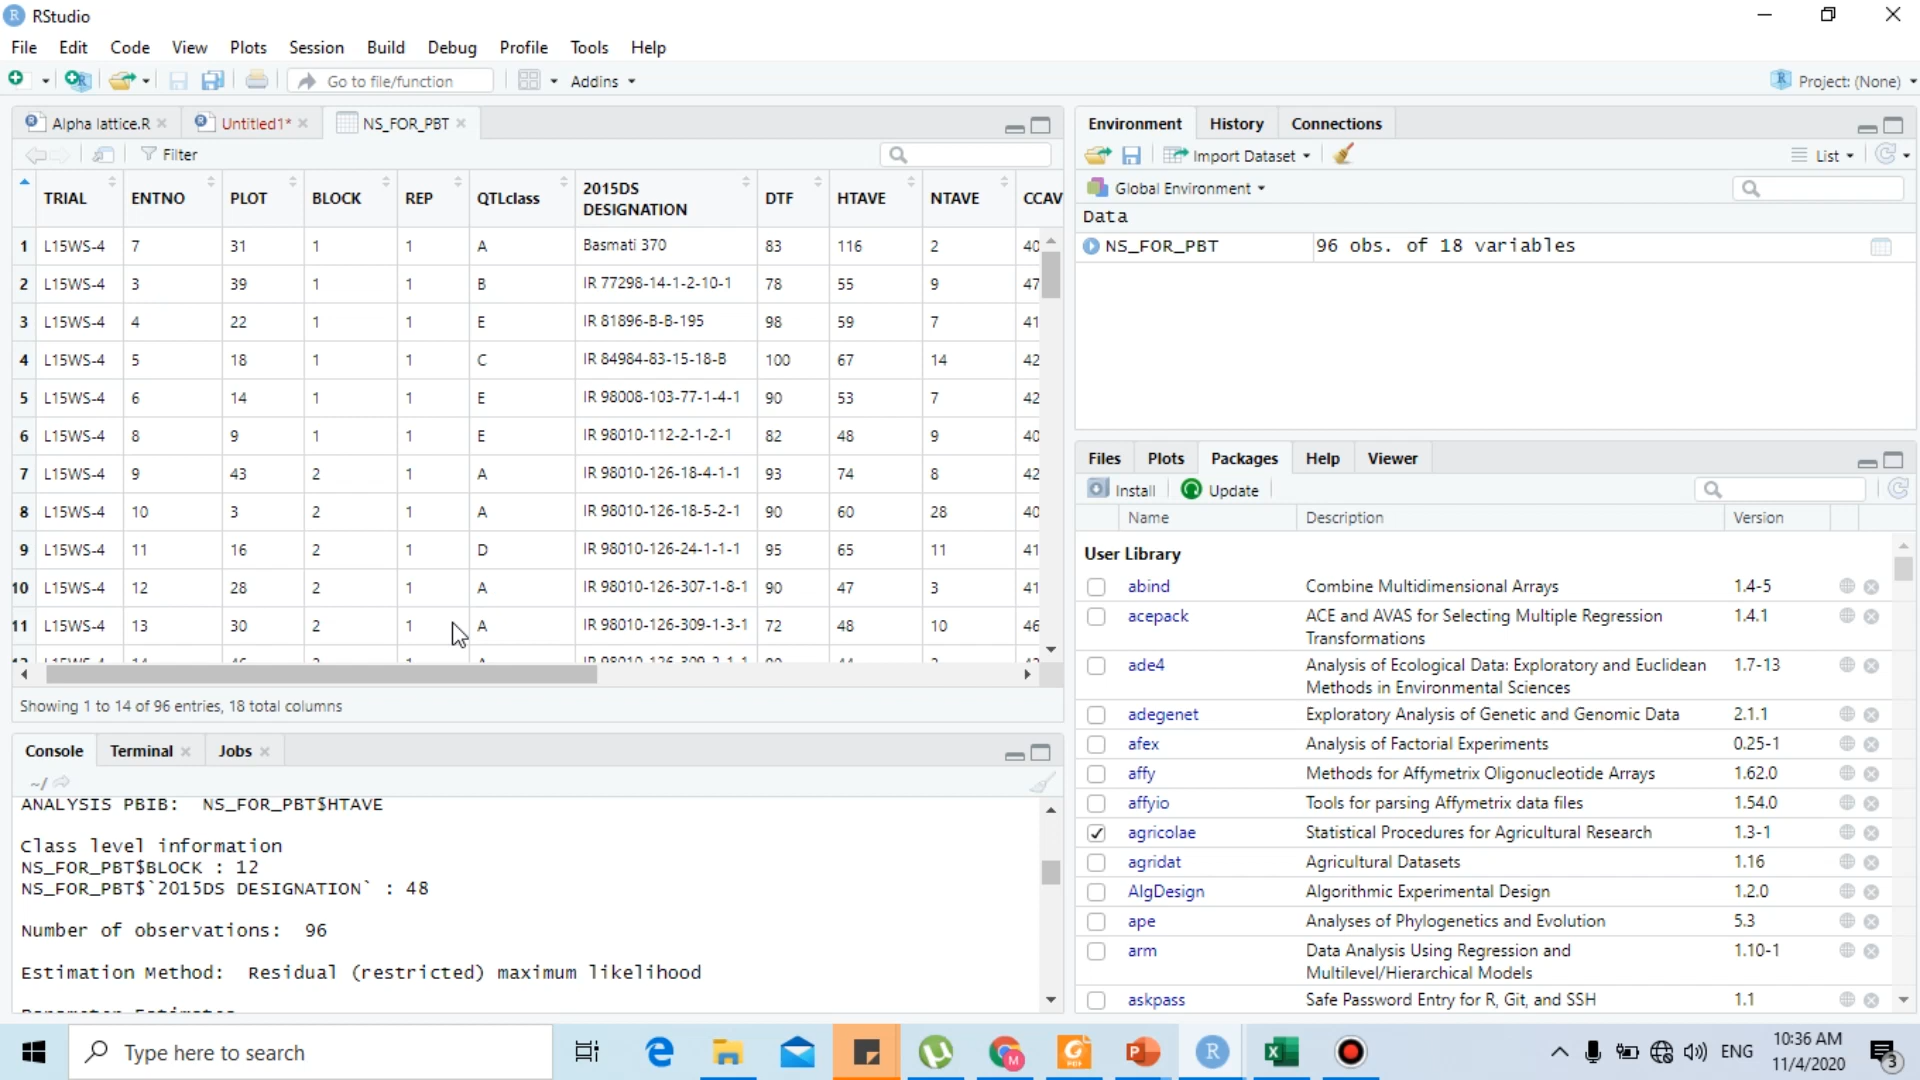 RStudio
File Edit Code View Plots Session Build Debug Profile Tools Help
Go to file/function Addins Project: (None)
Alpha lattice.R Untitled1* NS_FOR_PBT
Filter
TRIAL ENTNO PLOT BLOCK REP QTLclass 2015DS DESIGNATION DTF HTAVE NTAVE CCAV
1 L15WS-4 7 31 1 1 A Basmati 370 83 116 2 40
2 L15WS-4 3 39 1 1 B IR 77298-14-1-2-10-1 78 55 9 47
3 L15WS-4 4 22 1 1 E IR 81896-B-B-195 98 59 7 41
4 L15WS-4 5 18 1 1 C IR 84984-83-15-18-B 100 67 14 42
5 L15WS-4 6 14 1 1 E IR 98008-103-77-1-4-1 90 53 7 42
6 L15WS-4 8 9 1 1 E IR 98010-112-2-1-2-1 82 48 9 40
7 L15WS-4 9 43 2 1 A IR 98010-126-18-4-1-1 93 74 8 42
8 L15WS-4 10 3 2 1 A IR 98010-126-18-5-2-1 90 60 28 40
9 L15WS-4 11 16 2 1 D IR 98010-126-24-1-1-1 95 65 11 41
10 L15WS-4 12 28 2 1 A IR 98010-126-307-1-8-1 90 47 3 41
11 L15WS-4 13 30 2 1 A IR 98010-126-309-1-3-1 72 48 10 46
Showing 1 to 14 of 96 entries, 18 total columns
Console Terminal Jobs
~/
ANALYSIS PBIB: NS_FOR_PBT$HTAVE
Class level information
NS_FOR_PBT$BLOCK : 12
NS_FOR_PBT$`2015DS DESIGNATION` : 48
Number of observations: 96
Estimation Method: Residual (restricted) maximum likelihood
Environment History Connections
Import Dataset List
Global Environment
Data
NS_FOR_PBT 96 obs. of 18 variables
Files Plots Packages Help Viewer
Install Update
Name Description Version
User Library
abind Combine Multidimensional Arrays 1.4-5
acepack ACE and AVAS for Selecting Multiple Regression 1.4.1
Transformations
ade4 Analysis of Ecological Data: Exploratory and Euclidean 1.7-13
Methods in Environmental Sciences
adegenet Exploratory Analysis of Genetic and Genomic Data 2.1.1
afex Analysis of Factorial Experiments 0.25-1
affy Methods for Affymetrix Oligonucleotide Arrays 1.62.0
affyio Tools for parsing Affymetrix data files 1.54.0
agricolae Statistical Procedures for Agricultural Research 1.3-1
agridat Agricultural Datasets 1.16
AlgDesign Algorithmic Experimental Design 1.2.0
ape Analyses of Phylogenetics and Evolution 5.3
arm Data Analysis Using Regression and 1.10-1
Multilevel/Hierarchical Models
askpass Safe Password Entry for R, Git, and SSH 1.1
Type here to search
ENG 10:36 AM
11/4/2020 3